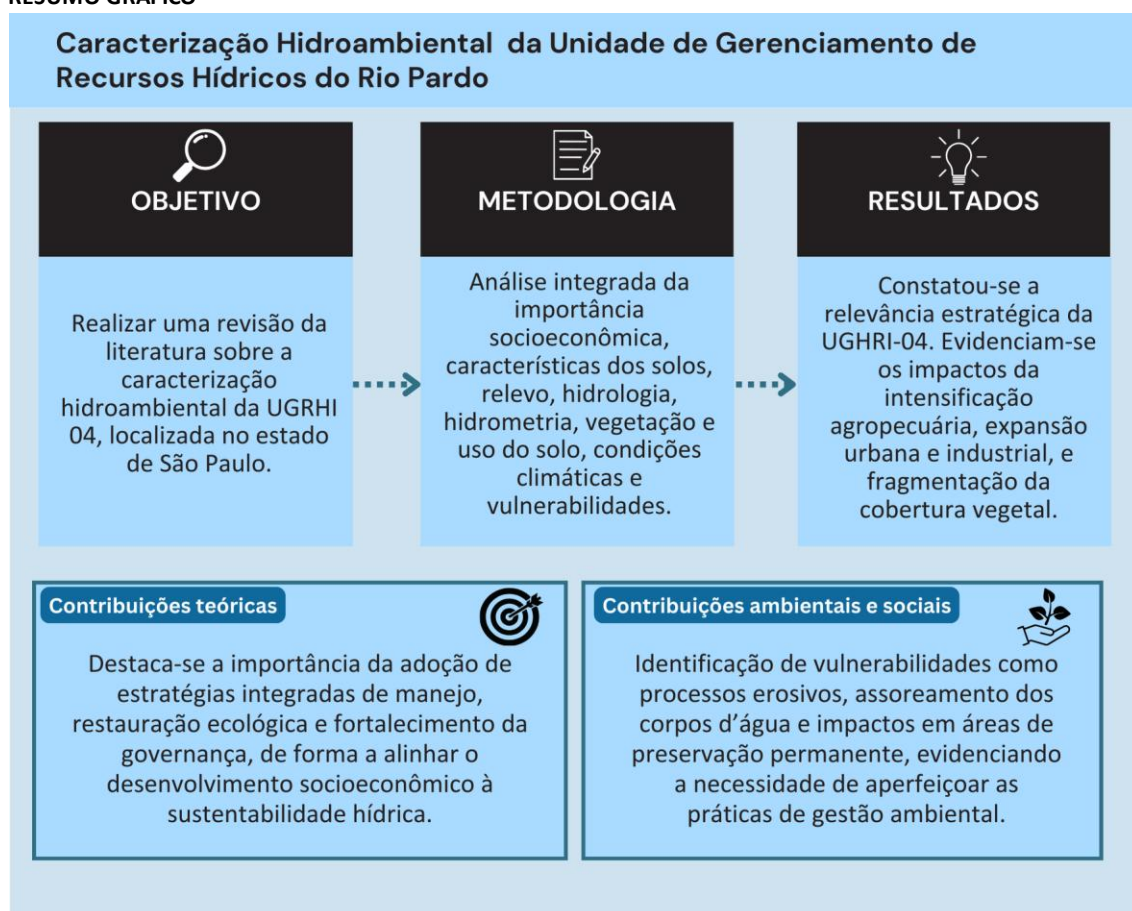 RESUMO GRÁFICO
Caracterização Hidroambiental da Unidade de Gerenciamento de
Recursos Hídricos do Rio Pardo
OBJETIVO
Realizar uma revisão da
literatura sobre a
caracterização
hidroambiental da UGRHI
04, localizada no estado
de São Paulo.
METODOLOGIA
Análise integrada da
importância
socioeconômica,
características dos solos,
relevo, hidrologia,
hidrometria, vegetação e
uso do solo, condições
climáticas e
vulnerabilidades.
RESULTADOS
Constatou-se a
relevância estratégica da
UGHRI-04. Evidenciam-se
os impactos da
intensificação
agropecuária, expansão
urbana e industrial, e
fragmentação da
cobertura vegetal.
Contribuições teóricas
Destaca-se a importância da adoção de
estratégias integradas de manejo,
restauração ecológica e fortalecimento da
governança, de forma a alinhar o
desenvolvimento socioeconômico à
sustentabilidade hídrica.
Contribuições ambientais e sociais
Identificação de vulnerabilidades como
processos erosivos, assoreamento dos
corpos d'água e impactos em áreas de
preservação permanente, evidenciando
a necessidade de aperfeiçoar as
práticas de gestão ambiental.